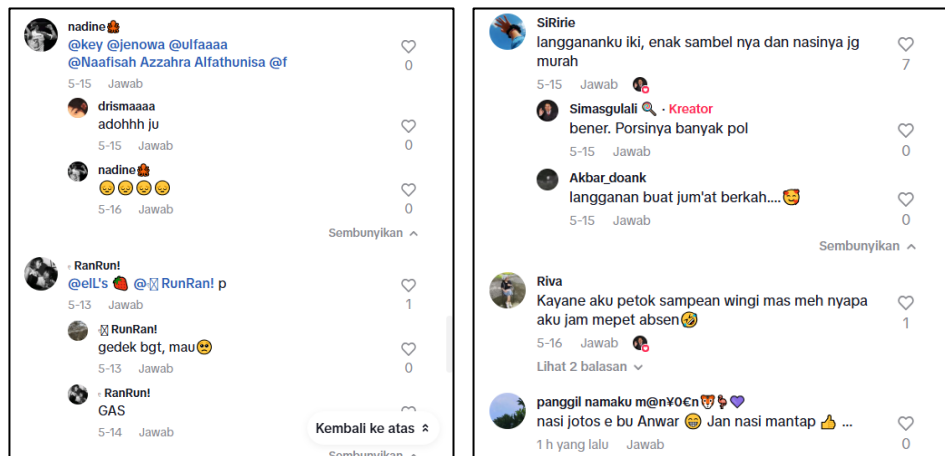 nadine
@key @jenowa @ulfaaaa
@Naafisah Azzahra Alfathunisa @f
0
5-15 Jawab
drismaaaa
adohhh ju
5-15 Jawab
0
nadine
😔😔😔😔
5-16 Jawab
0
Sembunyikan
RanRun!
@elL's 🍓 @ RunRan! p
5-13 Jawab
1
RunRan!
gedek bgt, mau🥺
5-13 Jawab
0
RanRun!
GAS
5-14 Jawab
Kembali ke atas
Sembunyikan
SiRirie
langgananku iki, enak sambel nya dan nasinya jg
murah
7
5-15 Jawab
Simasgulali 🔍 · Kreator
bener. Porsinya banyak pol
5-15 Jawab
0
Akbar_doank
langganan buat jum'at berkah....🥰
5-15 Jawab
0
Sembunyikan
Riva
Kayane aku petok sampean wingi mas meh nyapa
aku jam mepet absen🤣
1
5-16 Jawab
Lihat 2 balasan
panggil namaku m@n¥0€n🐯🦩💜
nasi jotos e bu Anwar 😁 Jan nasi mantap 👍 ...
1 h yang lalu Jawab
0